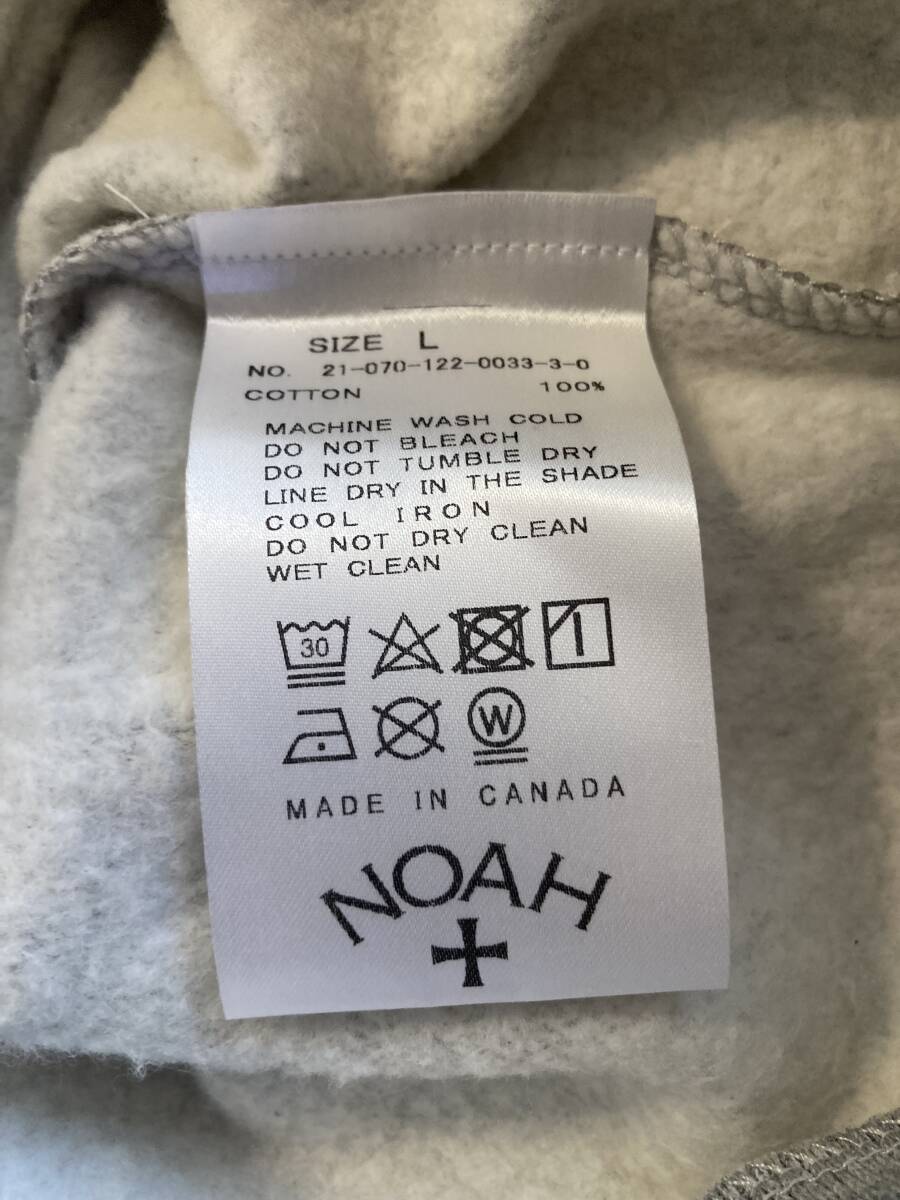 SIZE L
NO. 21-070-122-0033-3-0
COTTON 100%
MACHINE WASH COLD
DO NOT BLEACH
DO NOT TUMBLE DRY
LINE DRY IN THE SHADE
COOL IRON
DO NOT DRY CLEAN
WET CLEAN
30
W
MADE IN CANADA
NOAH